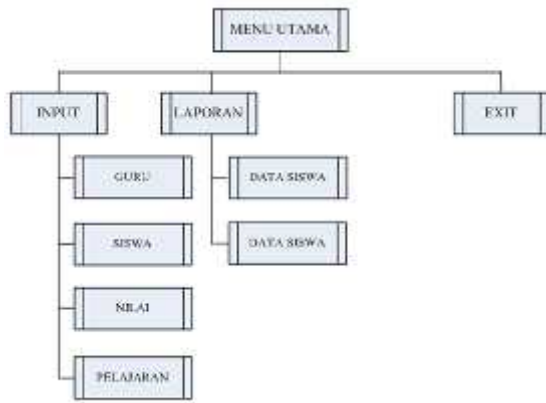 MENU UTAMA
INPUT
LAPORAN
EXIT
GURU
DATA SISWA
SISWA
DATA SISWA
NILAI
PELAJARAN